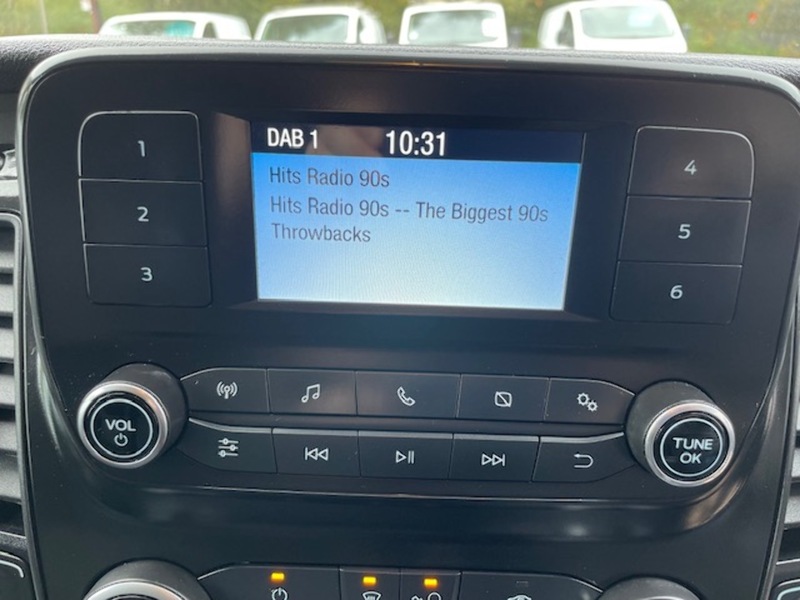 DAB 1 10:31
Hits Radio 90s
Hits Radio 90s -- The Biggest 90s
Throwbacks
1
2
3
4
5
6
VOL
TUNE
OK